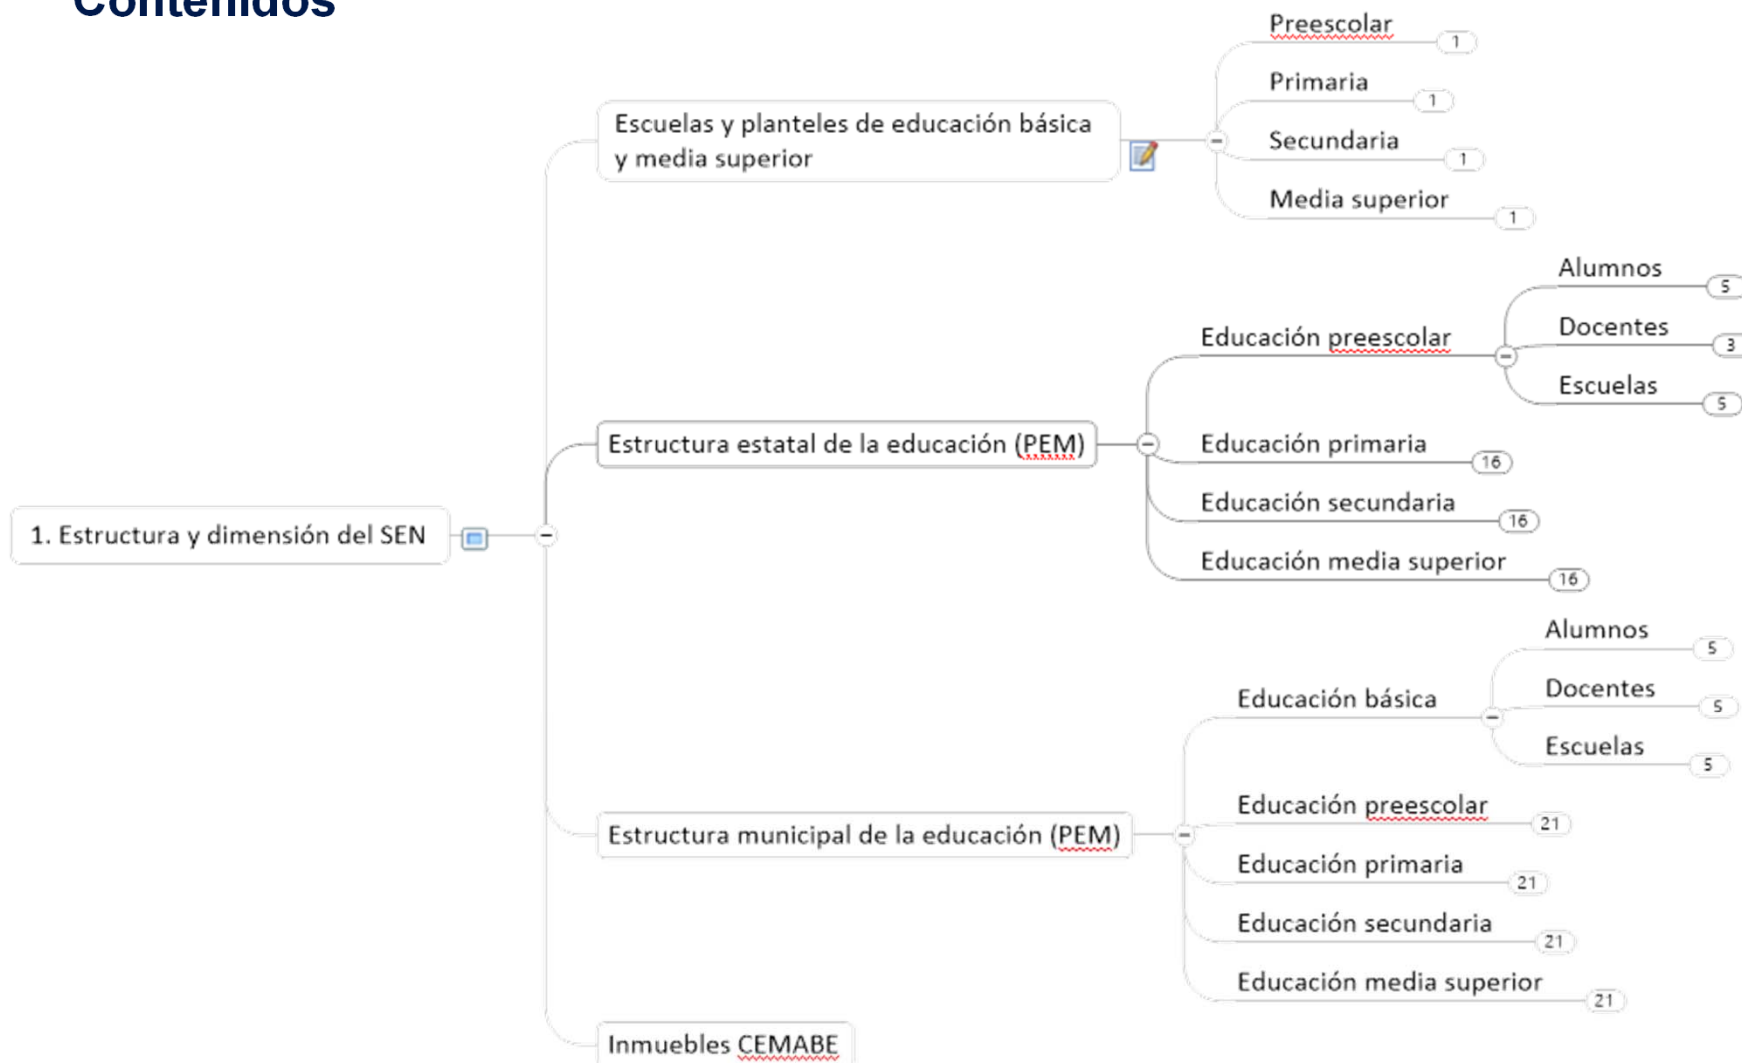 Contenidos
Preescolar
1
Primaria
1
Escuelas y planteles de educación básica
y media superior
Secundaria
1
Media superior
1
Alumnos
5
Educación preescolar
Docentes
3
Escuelas
5
Estructura estatal de la educación (PEM)
Educación primaria
16
Educación secundaria
16
1. Estructura y dimensión del SEN
Educación media superior
16
Alumnos
5
Educación básica
Docentes
5
Escuelas
5
Educación preescolar
21
Estructura municipal de la educación (PEM)
Educación primaria
21
Educación secundaria
21
Educación media superior
21
Inmuebles CEMABE